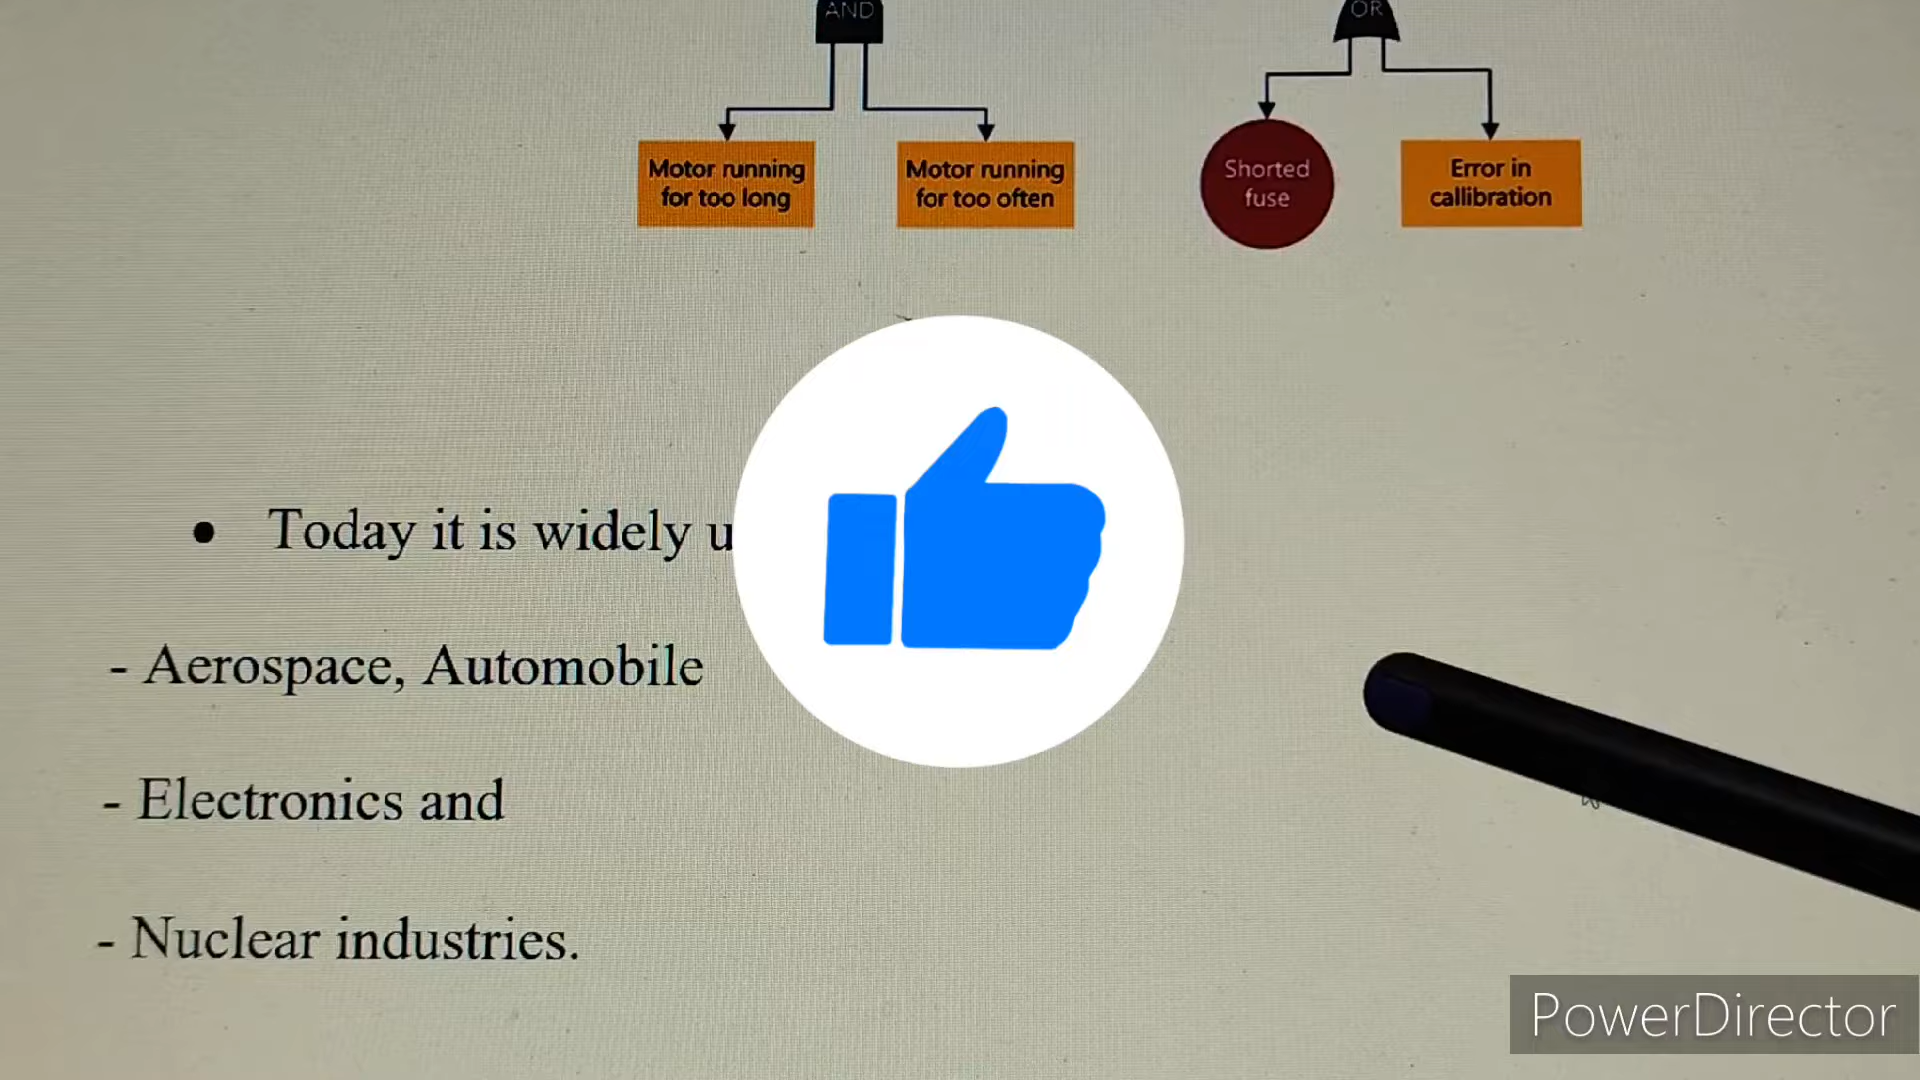 AND
OR
Motor running
for too long
Motor running
for too often
Shorted
fuse
Error in
callibration
• Today it is widely
- Aerospace, Automobile
- Electronics and
- Nuclear industries.
PowerDirector